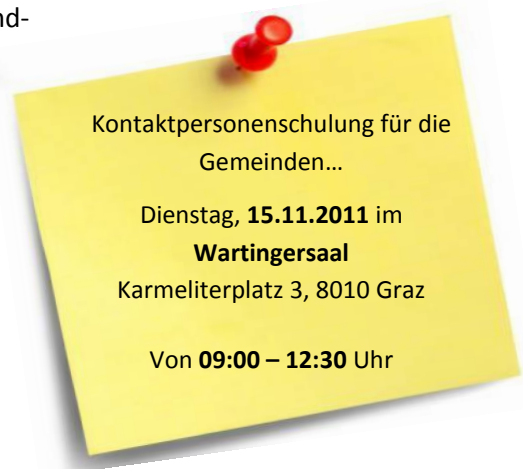 nd-
Kontaktpersonenschulung für die
Gemeinden…
Dienstag, 15.11.2011 im
Wartingersaal
Karmeliterplatz 3, 8010 Graz
Von 09:00 – 12:30 Uhr